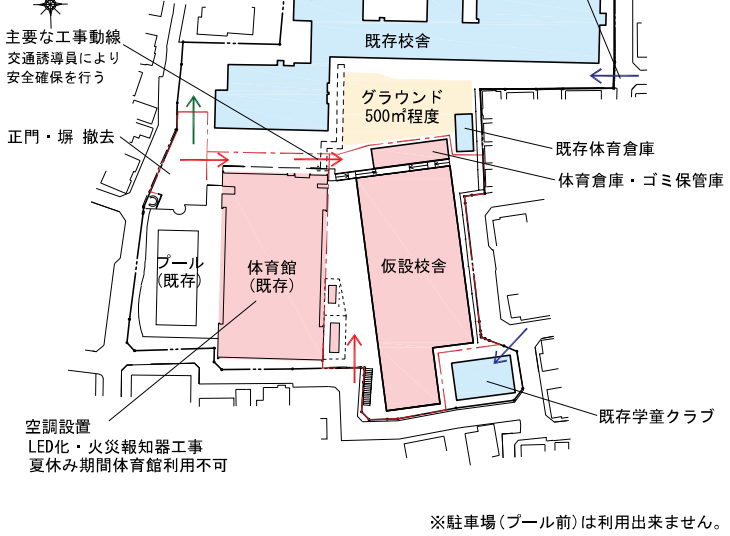 主要な工事動線
交通誘導員により
安全確保を行う
既存校舎
グラウンド
500㎡程度
正門・塀 撤去
既存体育倉庫
体育倉庫・ゴミ保管庫
プール
(既存)
体育館
(既存)
仮設校舎
既存学童クラブ
空調設置
LED化・火災報知器工事
夏休み期間体育館利用不可
※駐車場(プール前)は利用出来ません。